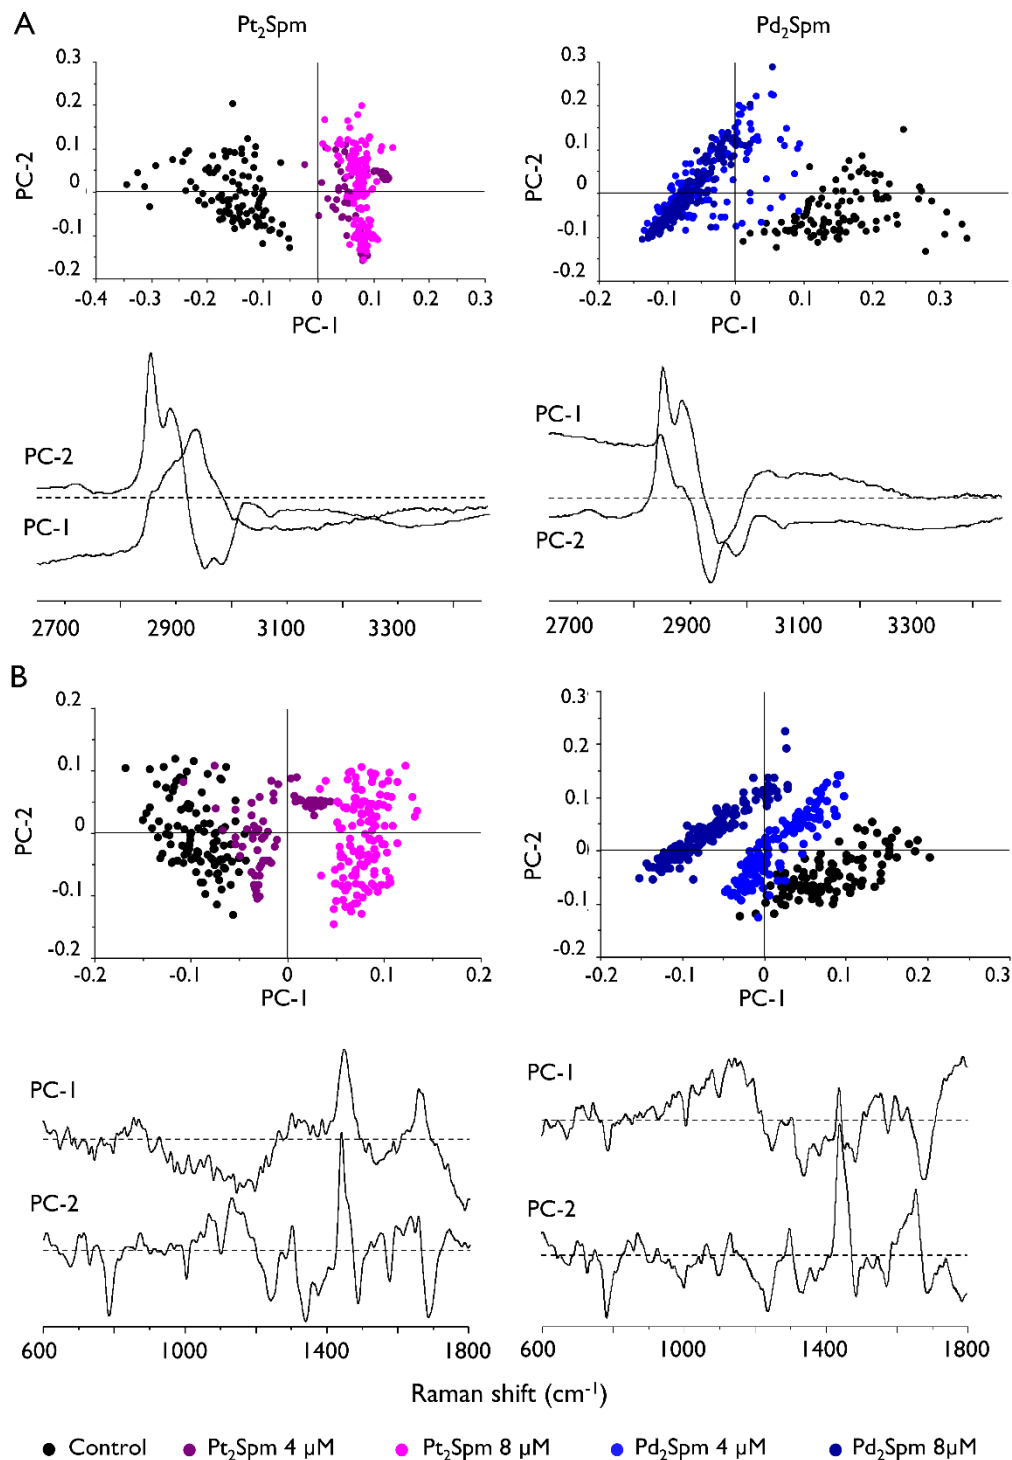 A
Pt₂Spm
Pd₂Spm
0.3
0.2
0.1
0
-0.1
-0.2
PC-2
-0.4 -0.3 -0.2 -0.1 0 0.1 0.2 0.3
PC-1
0.3
0.2
0.1
0
-0.1
-0.2
PC-2
-0.2 -0.1 0 0.1 0.2 0.3
PC-1
PC-2
PC-1
2700 2900 3100 3300
PC-1
PC-2
2700 2900 3100 3300
B
0.2
0.1
0
-0.1
-0.2
PC-2
-0.2 -0.1 0 0.1 0.2
PC-1
0.3
0.2
0.1
0
-0.1
-0.2
PC-2
-0.2 -0.1 0 0.1 0.2 0.3
PC-1
PC-1
PC-2
600 1000 1400 1800
PC-1
PC-2
600 1000 1400 1800
Raman shift (cm⁻¹)
Control Pt₂Spm 4 µM Pt₂Spm 8 µM Pd₂Spm 4 µM Pd₂Spm 8µM